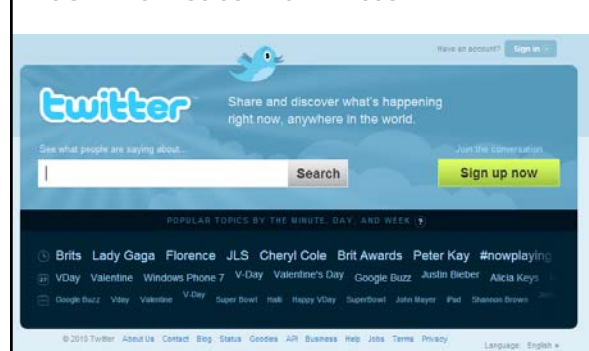 Have an account? Sign in
twitter
Share and discover what's happening
right now, anywhere in the world.
See what people are saying about...
Join the conversation
Search
Sign up now
POPULAR TOPICS BY THE MINUTE, DAY, AND WEEK ?
Brits Lady Gaga Florence JLS Cheryl Cole Brit Awards Peter Kay #nowplaying
VDay Valentine Windows Phone 7 V-Day Valentine's Day Google Buzz Justin Bieber Alicia Keys
Google Buzz Vday Valentine V-Day Super Bowl Haiti Happy VDay SuperBowl John Mayer iPad Shannon Brown
© 2010 Twitter About Us Contact Blog Status Goodies API Business Help Jobs Terms Privacy
Language: English